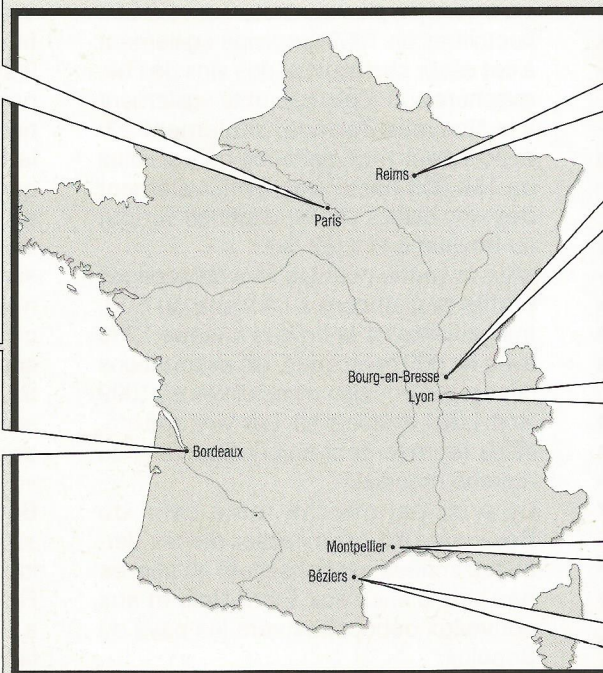 Reims
Paris
Bourg-en-Bresse
Lyon
Bordeaux
Montpellier
Béziers